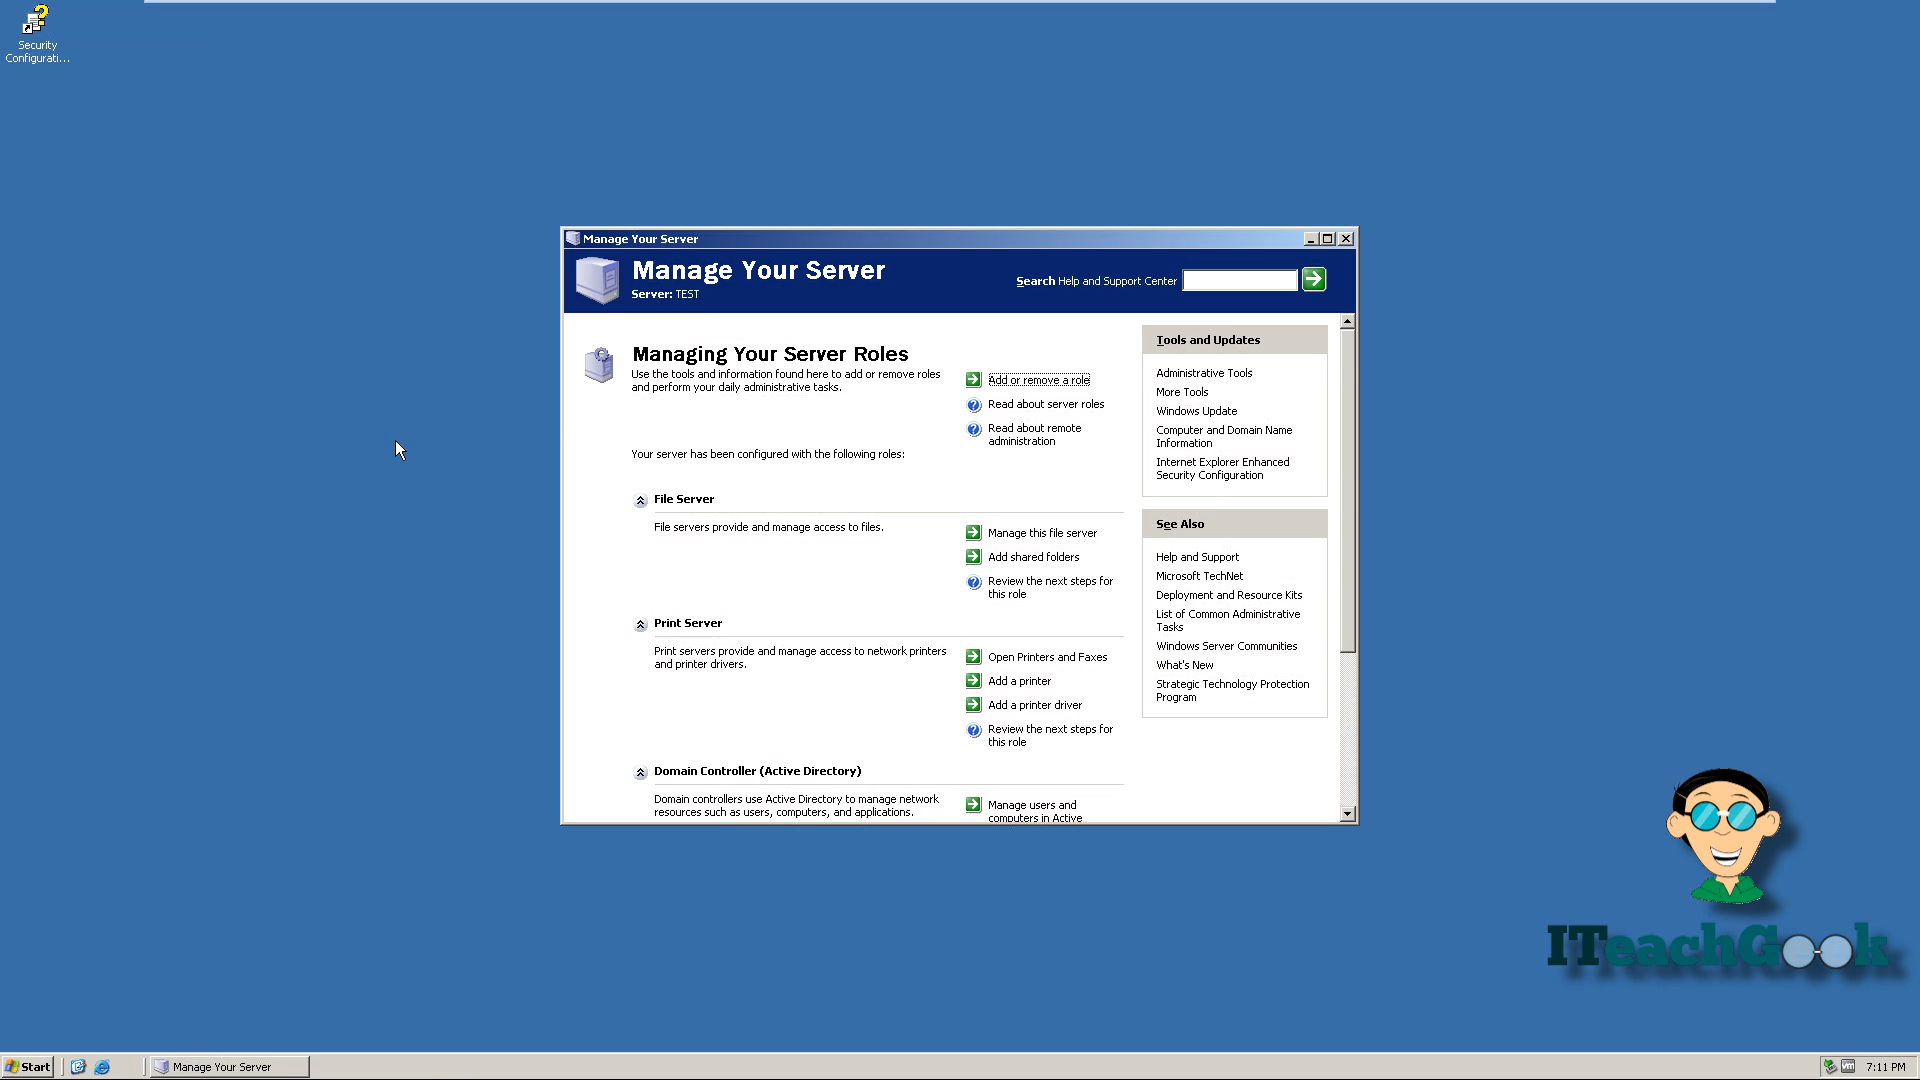 Security
Configurati...
Manage Your Server
Manage Your Server
Server: TEST
Search Help and Support Center
Managing Your Server Roles
Use the tools and information found here to add or remove roles
and perform your daily administrative tasks.
Add or remove a role
Read about server roles
Read about remote
administration
Your server has been configured with the following roles:
File Server
File servers provide and manage access to files.
Manage this file server
Add shared folders
Review the next steps for
this role
Print Server
Print servers provide and manage access to network printers
and printer drivers.
Open Printers and Faxes
Add a printer
Add a printer driver
Review the next steps for
this role
Domain Controller (Active Directory)
Domain controllers use Active Directory to manage network
resources such as users, computers, and applications.
Manage users and
computers in Active
Tools and Updates
Administrative Tools
More Tools
Windows Update
Computer and Domain Name
Information
Internet Explorer Enhanced
Security Configuration
See Also
Help and Support
Microsoft TechNet
Deployment and Resource Kits
List of Common Administrative
Tasks
Windows Server Communities
What's New
Strategic Technology Protection
Program
ITeachGook
Start
Manage Your Server
vm
7:11 PM